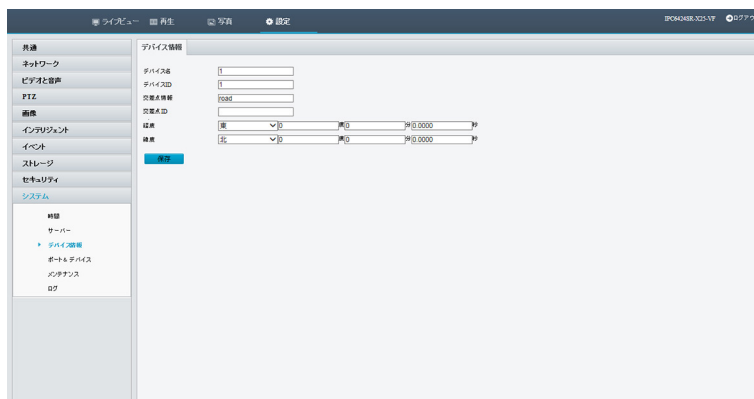 ライブビュー 再生 写真 設定 IPC6424SR-X25-VF ログアウ
共通
ネットワーク
ビデオと音声
PTZ
画像
インテリジェント
イベント
ストレージ
セキュリティ
システム
時間
サーバー
デバイス情報
ポート& デバイス
メンテナンス
ログ
デバイス情報
デバイス名 1
デバイスID 1
交差点情報 road
交差点ID
経度 東 0 度 0 分 0.0000 秒
緯度 北 0 度 0 分 0.0000 秒
保存